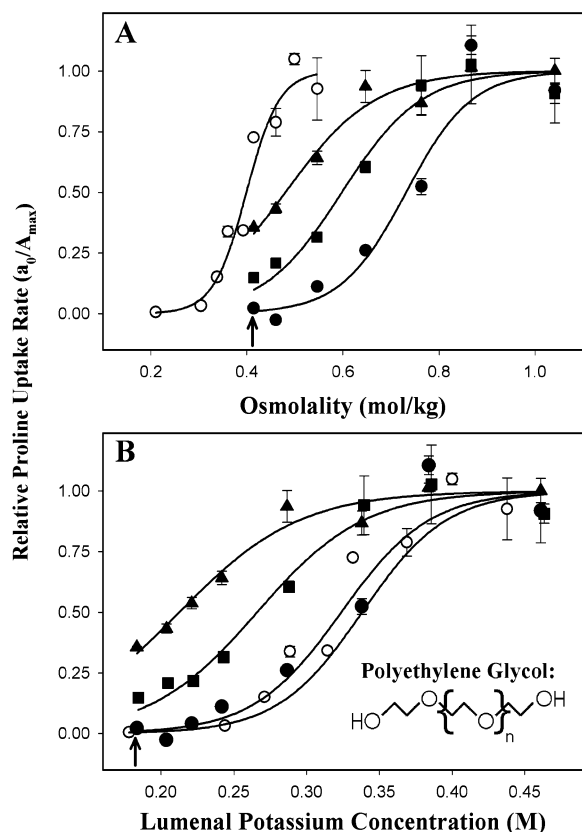 A
1.00
0.75
0.50
0.25
0.00
0.2 0.4 0.6 0.8 1.0
Osmolality (mol/kg)
Relative Proline Uptake Rate (a0/Amax)
B
1.00
0.75
0.50
0.25
0.00
Polyethylene Glycol:
HO O { O } n OH
0.20 0.25 0.30 0.35 0.40 0.45
Lumenal Potassium Concentration (M)